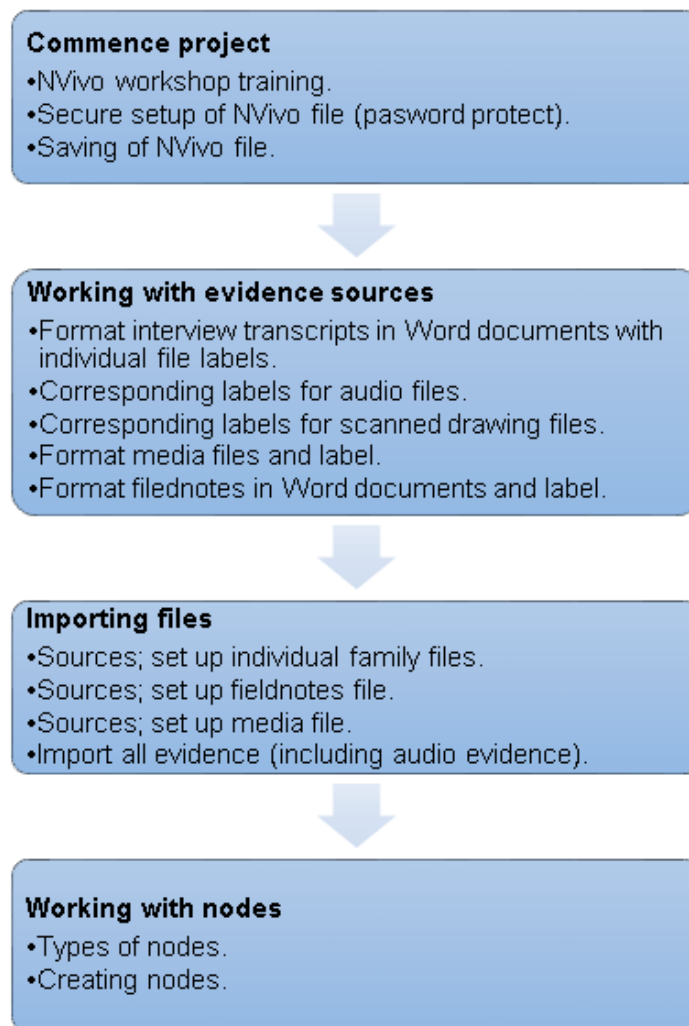 Commence project
•NVivo workshop training.
•Secure setup of NVivo file (pasword protect).
•Saving of NVivo file.
Working with evidence sources
•Format interview transcripts in Word documents with
individual file labels.
•Corresponding labels for audio files.
•Corresponding labels for scanned drawing files.
•Format media files and label.
•Format filednotes in Word documents and label.
Importing files
•Sources; set up individual family files.
•Sources; set up fieldnotes file.
•Sources; set up media file.
•Import all evidence (including audio evidence).
Working with nodes
•Types of nodes.
•Creating nodes.